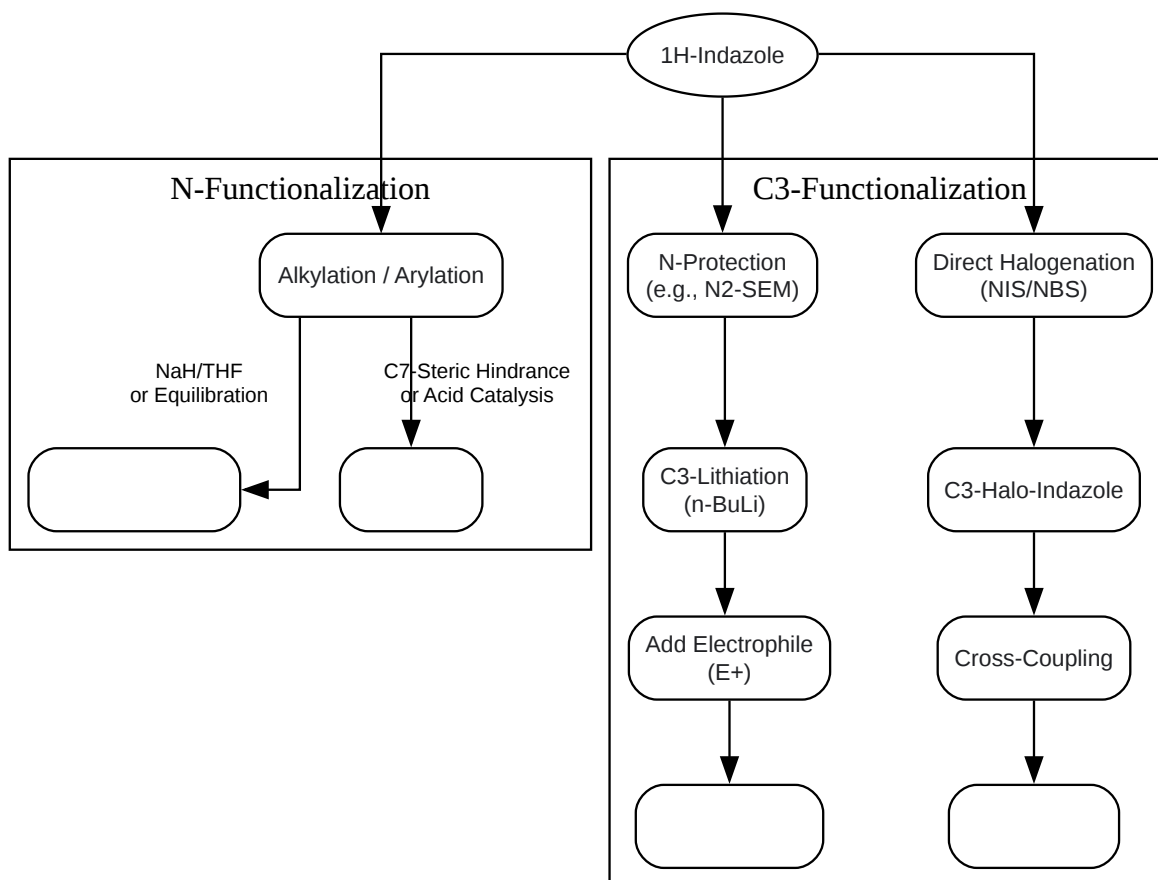 1H-Indazole
N-Functionalization
C3-Functionalization
Alkylation / Arylation
N-Protection
(e.g., N2-SEM)
Direct Halogenation
(NIS/NBS)
NaH/THF
or Equilibration
C7-Steric Hindrance
or Acid Catalysis
C3-Lithiation
(n-BuLi)
C3-Halo-Indazole
Add Electrophile
(E+)
Cross-Coupling